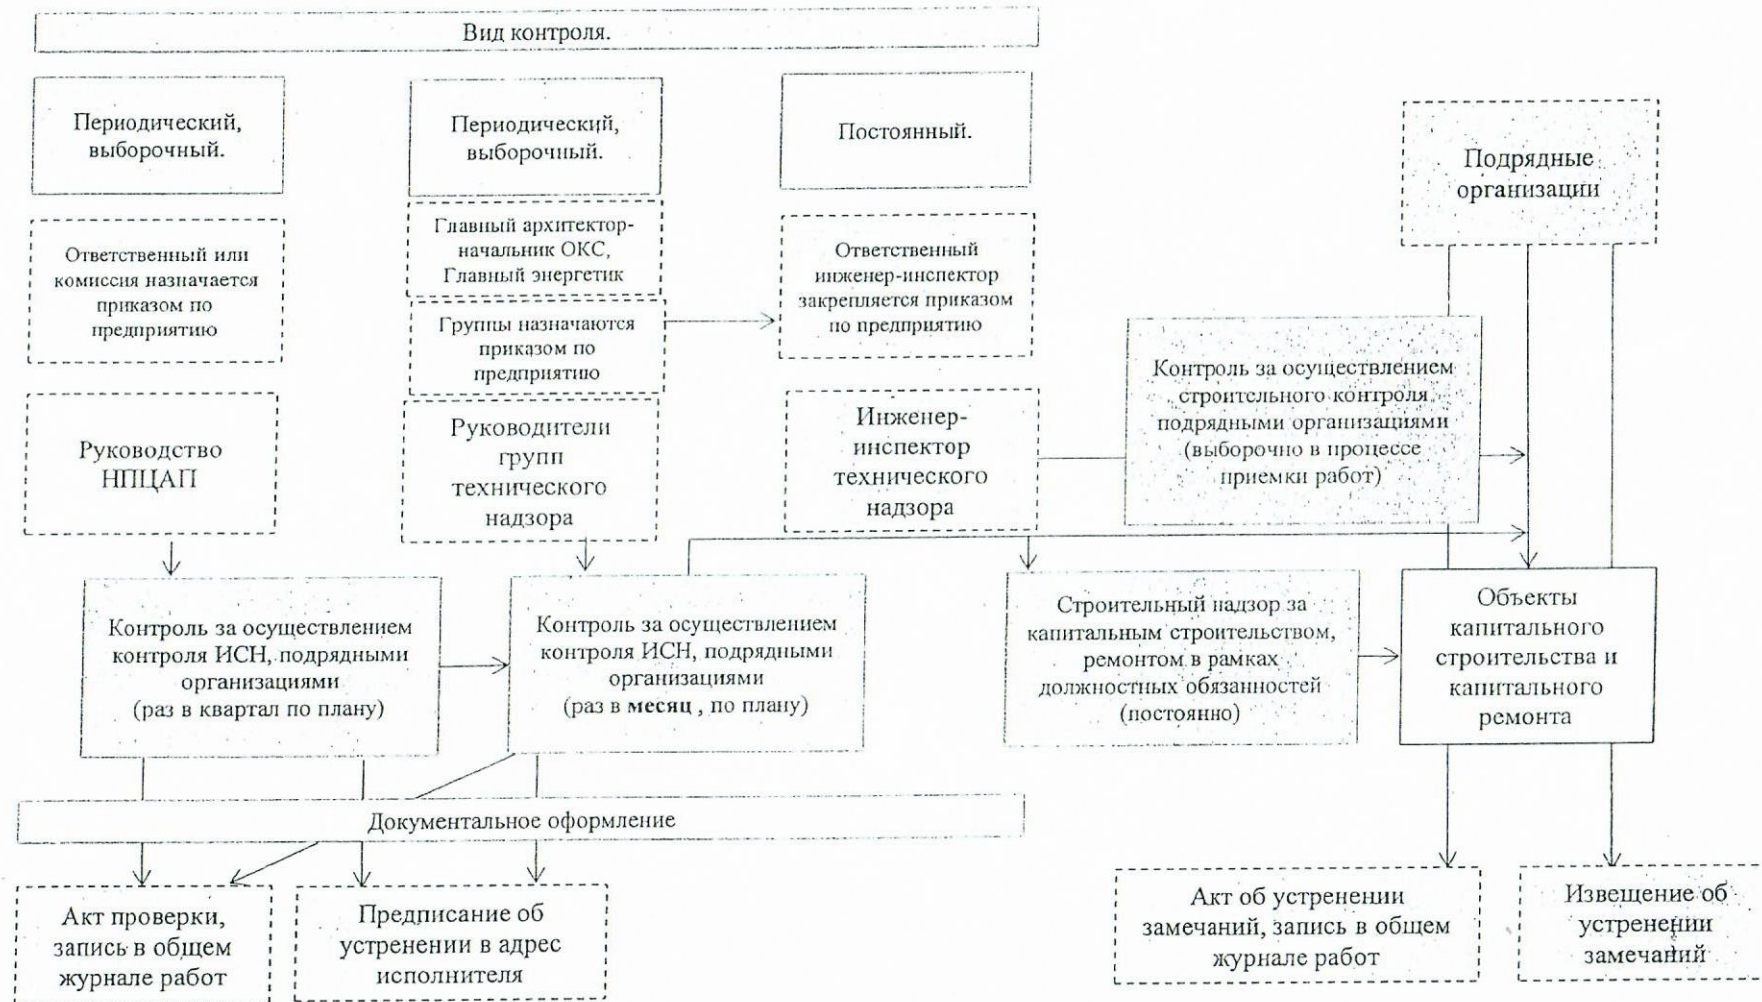 Вид контроля.
Периодический,
выборочный.
Периодический,
выборочный.
Постоянный.
Подрядные
организации
Ответственный или
комиссия назначается
приказом по
предприятию
Главный архитектор-
начальник ОКС,
Главный энергетик
Группы назначаются
приказом по
предприятию
Ответственный
инженер-инспектор
закрепляется приказом
по предприятию
Контроль за осуществлением
строительного контроля
подрядными организациями
(выборочно в процессе
приемки работ)
Руководство
НПЦАП
Руководители
групп
технического
надзора
Инженер-
инспектор
технического
надзора
Контроль за осуществлением
контроля ИСН, подрядными
организациями
(раз в квартал по плану)
Контроль за осуществлением
контроля ИСН, подрядными
организациями
(раз в месяц , по плану)
Строительный надзор за
капитальным строительством,
ремонтом в рамках
должностных обязанностей
(постоянно)
Объекты
капитального
строительства и
капитального
ремонта
Документальное оформление
Акт проверки,
запись в общем
журнале работ
Предписание об
устренении в адрес
исполнителя
Акт об устренении
замечаний, запись в общем
журнале работ
Извещение об
устренении
замечаний